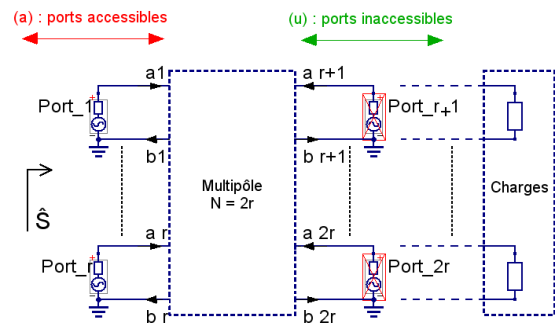 (a) : ports accessibles
(u) : ports inaccessibles
a1
a r+1
Port_1
Port_r+1
b1
b r+1
Multipôle
N = 2r
Charges
Ŝ
a r
a 2r
Port_r
Port_2r
b r
b 2r